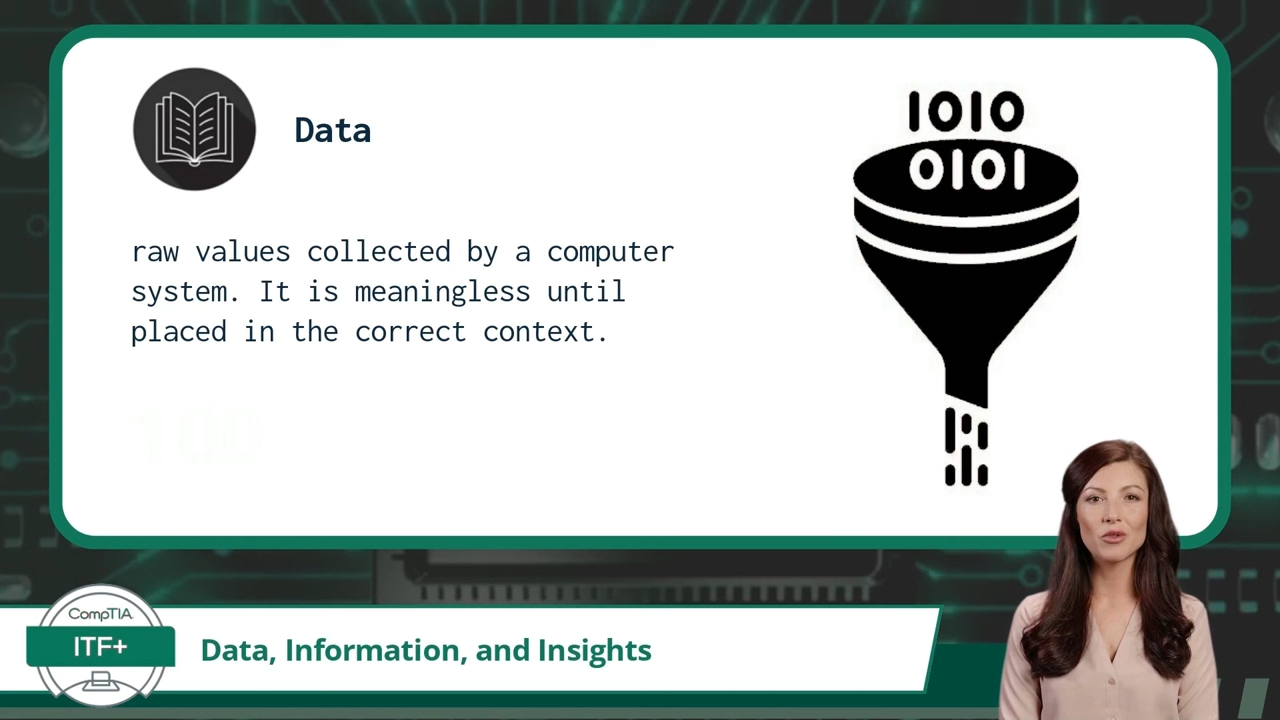 Data
raw values collected by a computer
system. It is meaningless until
placed in the correct context.
100
1010
0101
CompTIA.
ITF+
Data, Information, and Insights